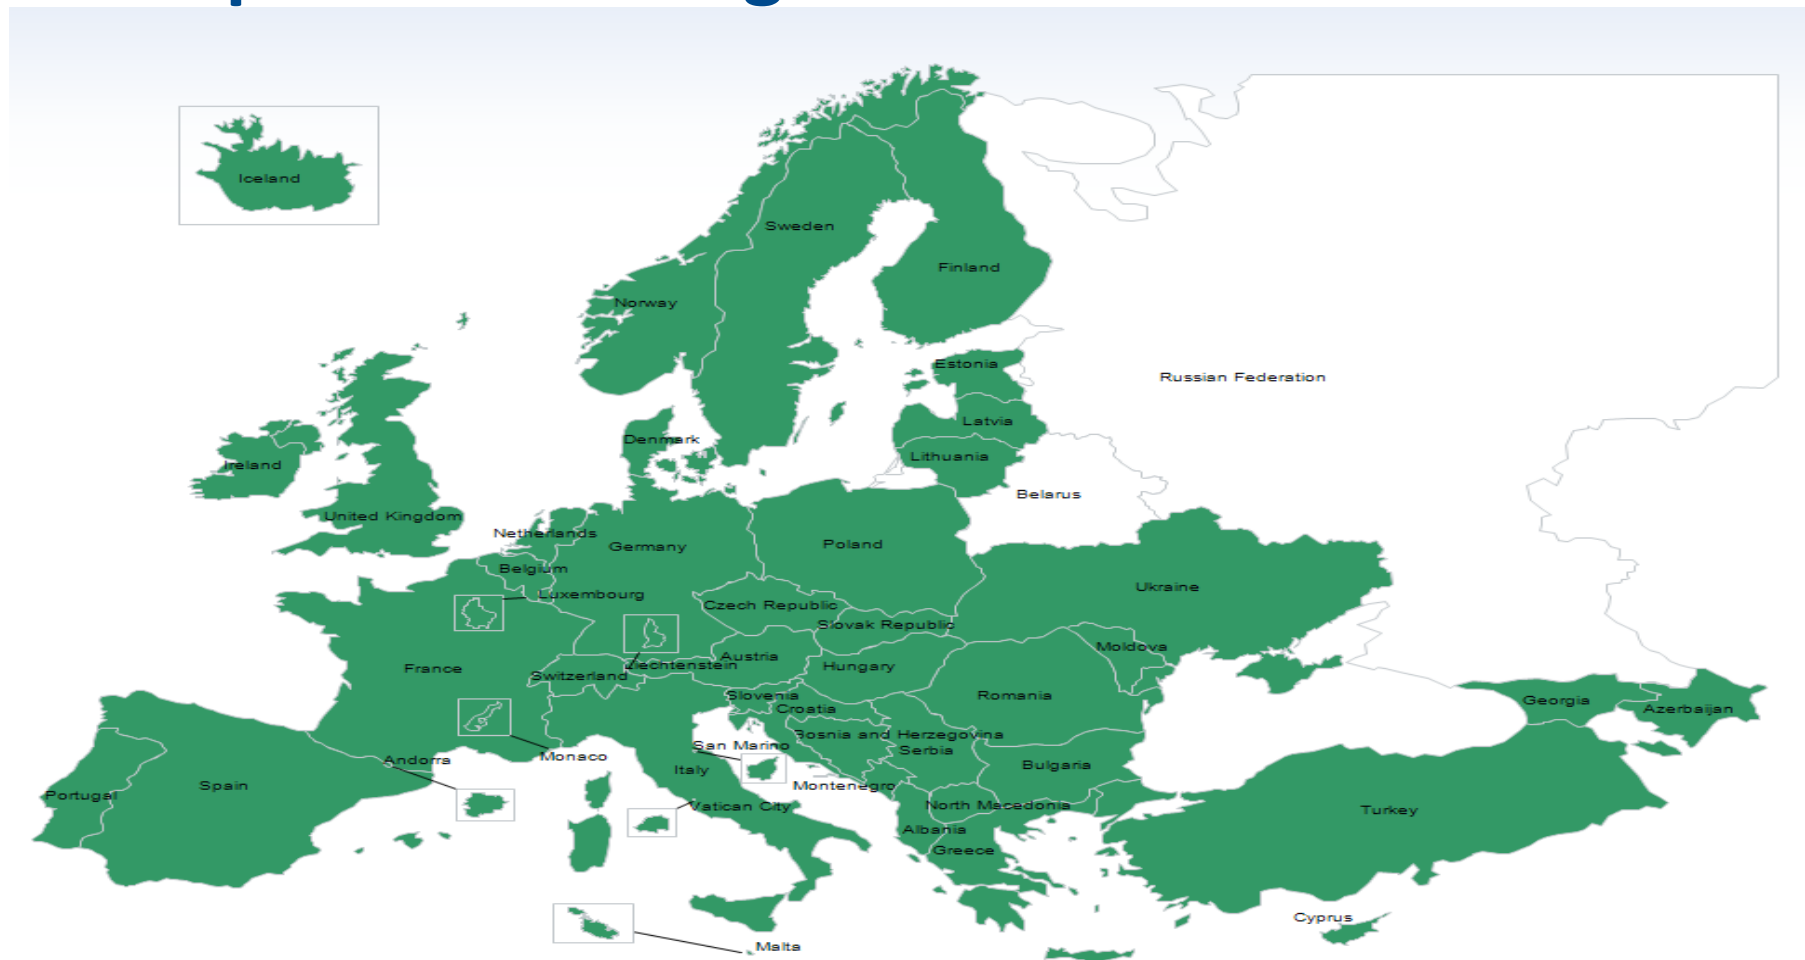 Iceland
Sweden
Finland
Norway
Estonia
Russian Federation
Latvia
Denmark
Lithuania
Ireland
Belarus
United Kingdom
Netherlands
Germany
Poland
Belgium
Ukraine
Luxembourg
Czech Republic
Slovak Republic
Moldova
Austria
France
Liechtenstein
Hungary
Switzerland
Slovenia
Romania
Georgia
Croatia
Azerbaijan
Bosnia and Herzegovina
San Marino
Serbia
Monaco
Andorra
Bulgaria
Italy
Spain
Montenegro
Portugal
Vatican City
North Macedonia
Turkey
Albania
Greece
Cyprus
Malta